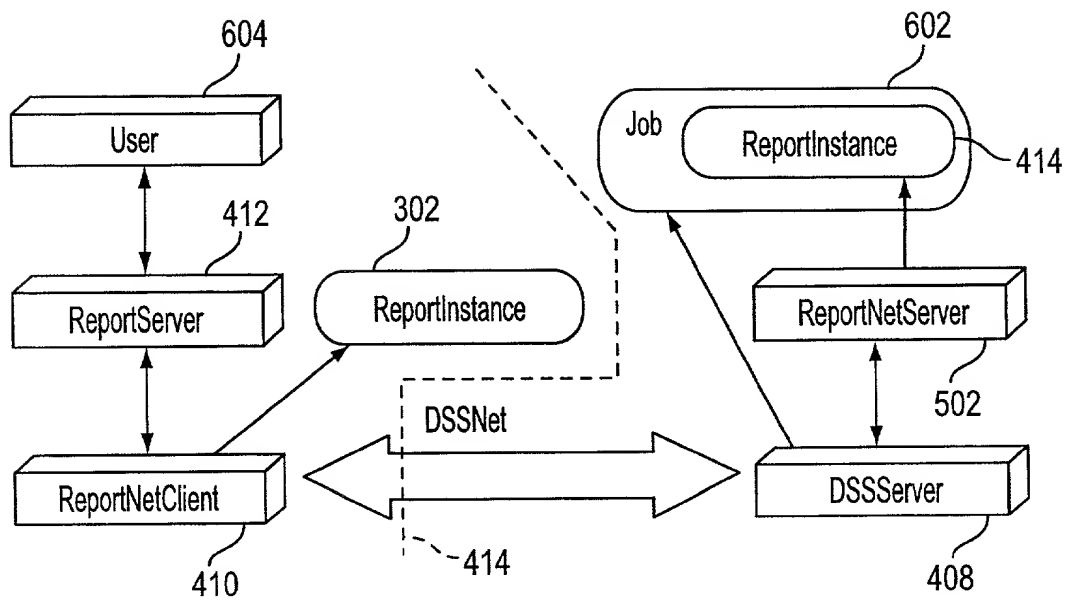 604
602
User
Job
ReportInstance
414
412
302
ReportServer
ReportInstance
ReportNetServer
502
DSSNet
ReportNetClient
DSSServer
410
414
408